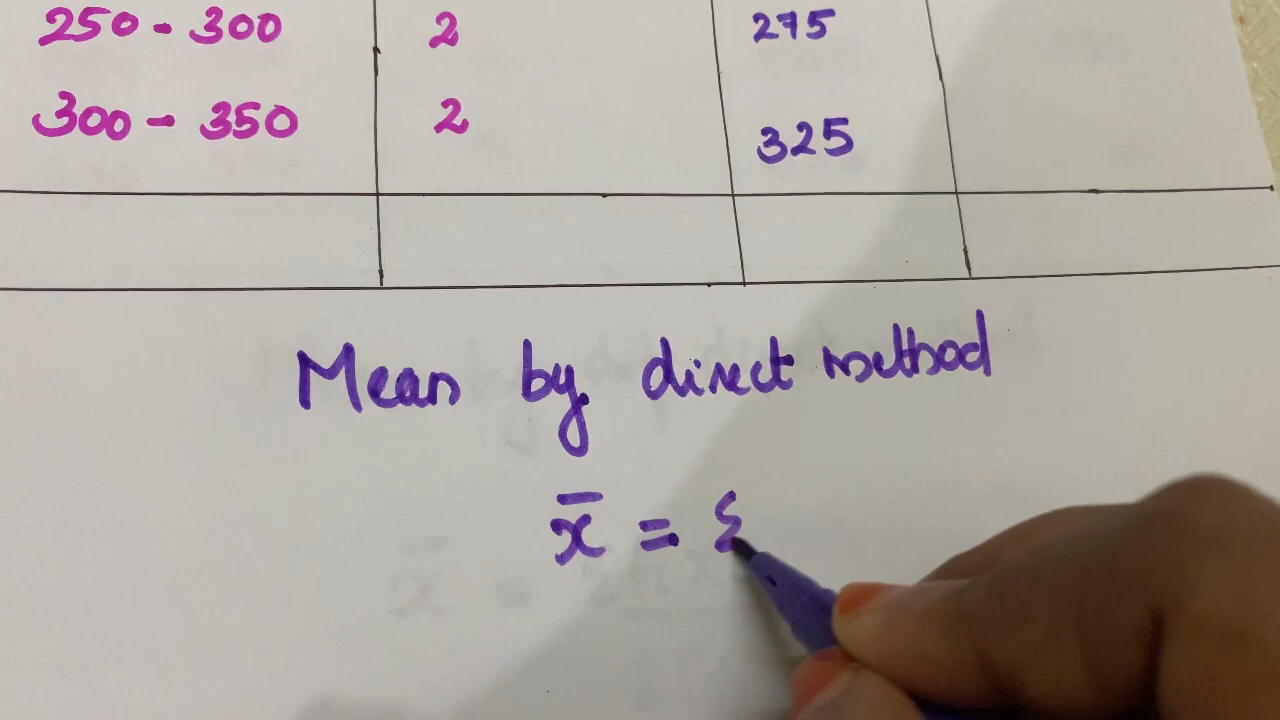 250 - 300 2 275
300 - 350 2 325
Mean by direct method
x̄ = Σ